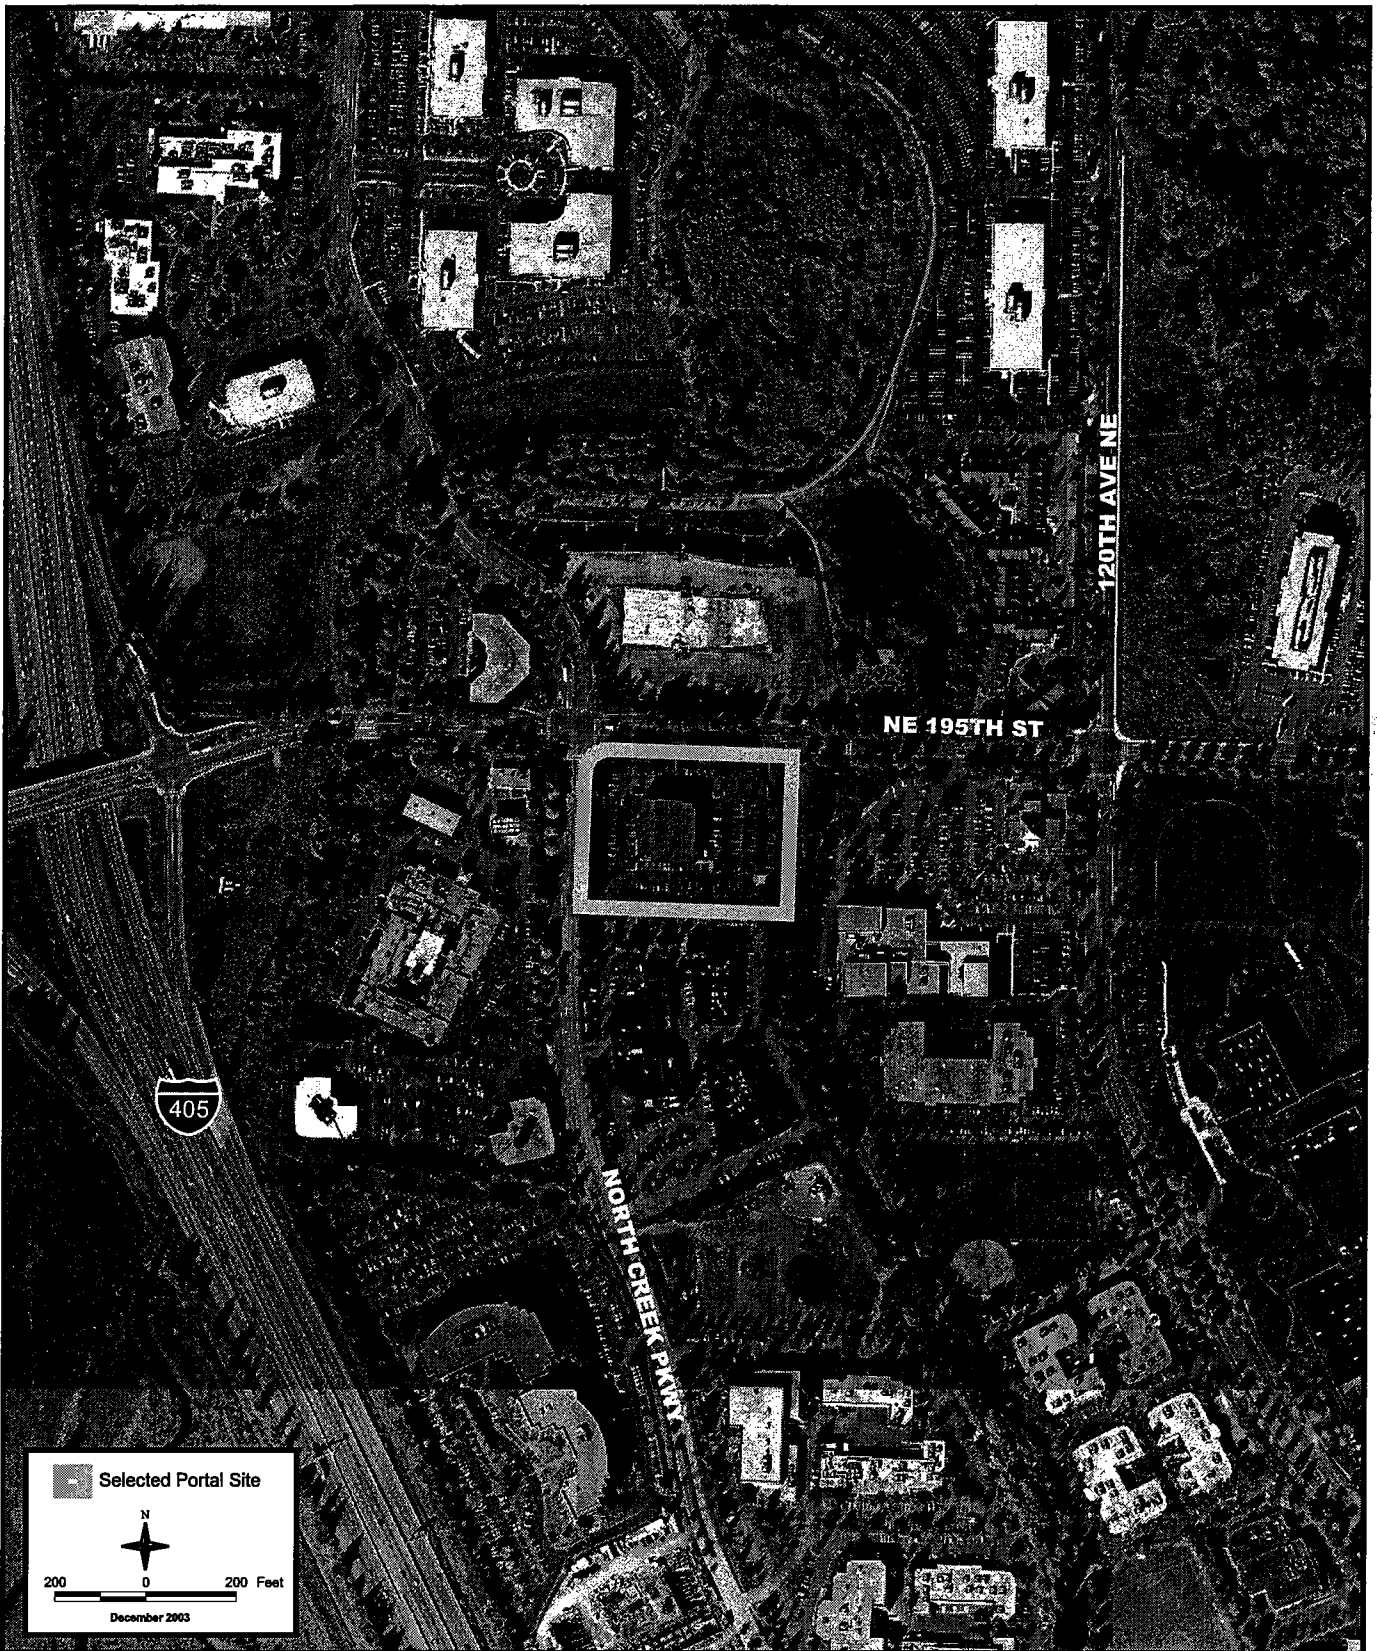 120TH AVE NE
NE 195TH ST
405
NORTH CREEK PKWY
Selected Portal Site
N
200 0 200 Feet
December 2003